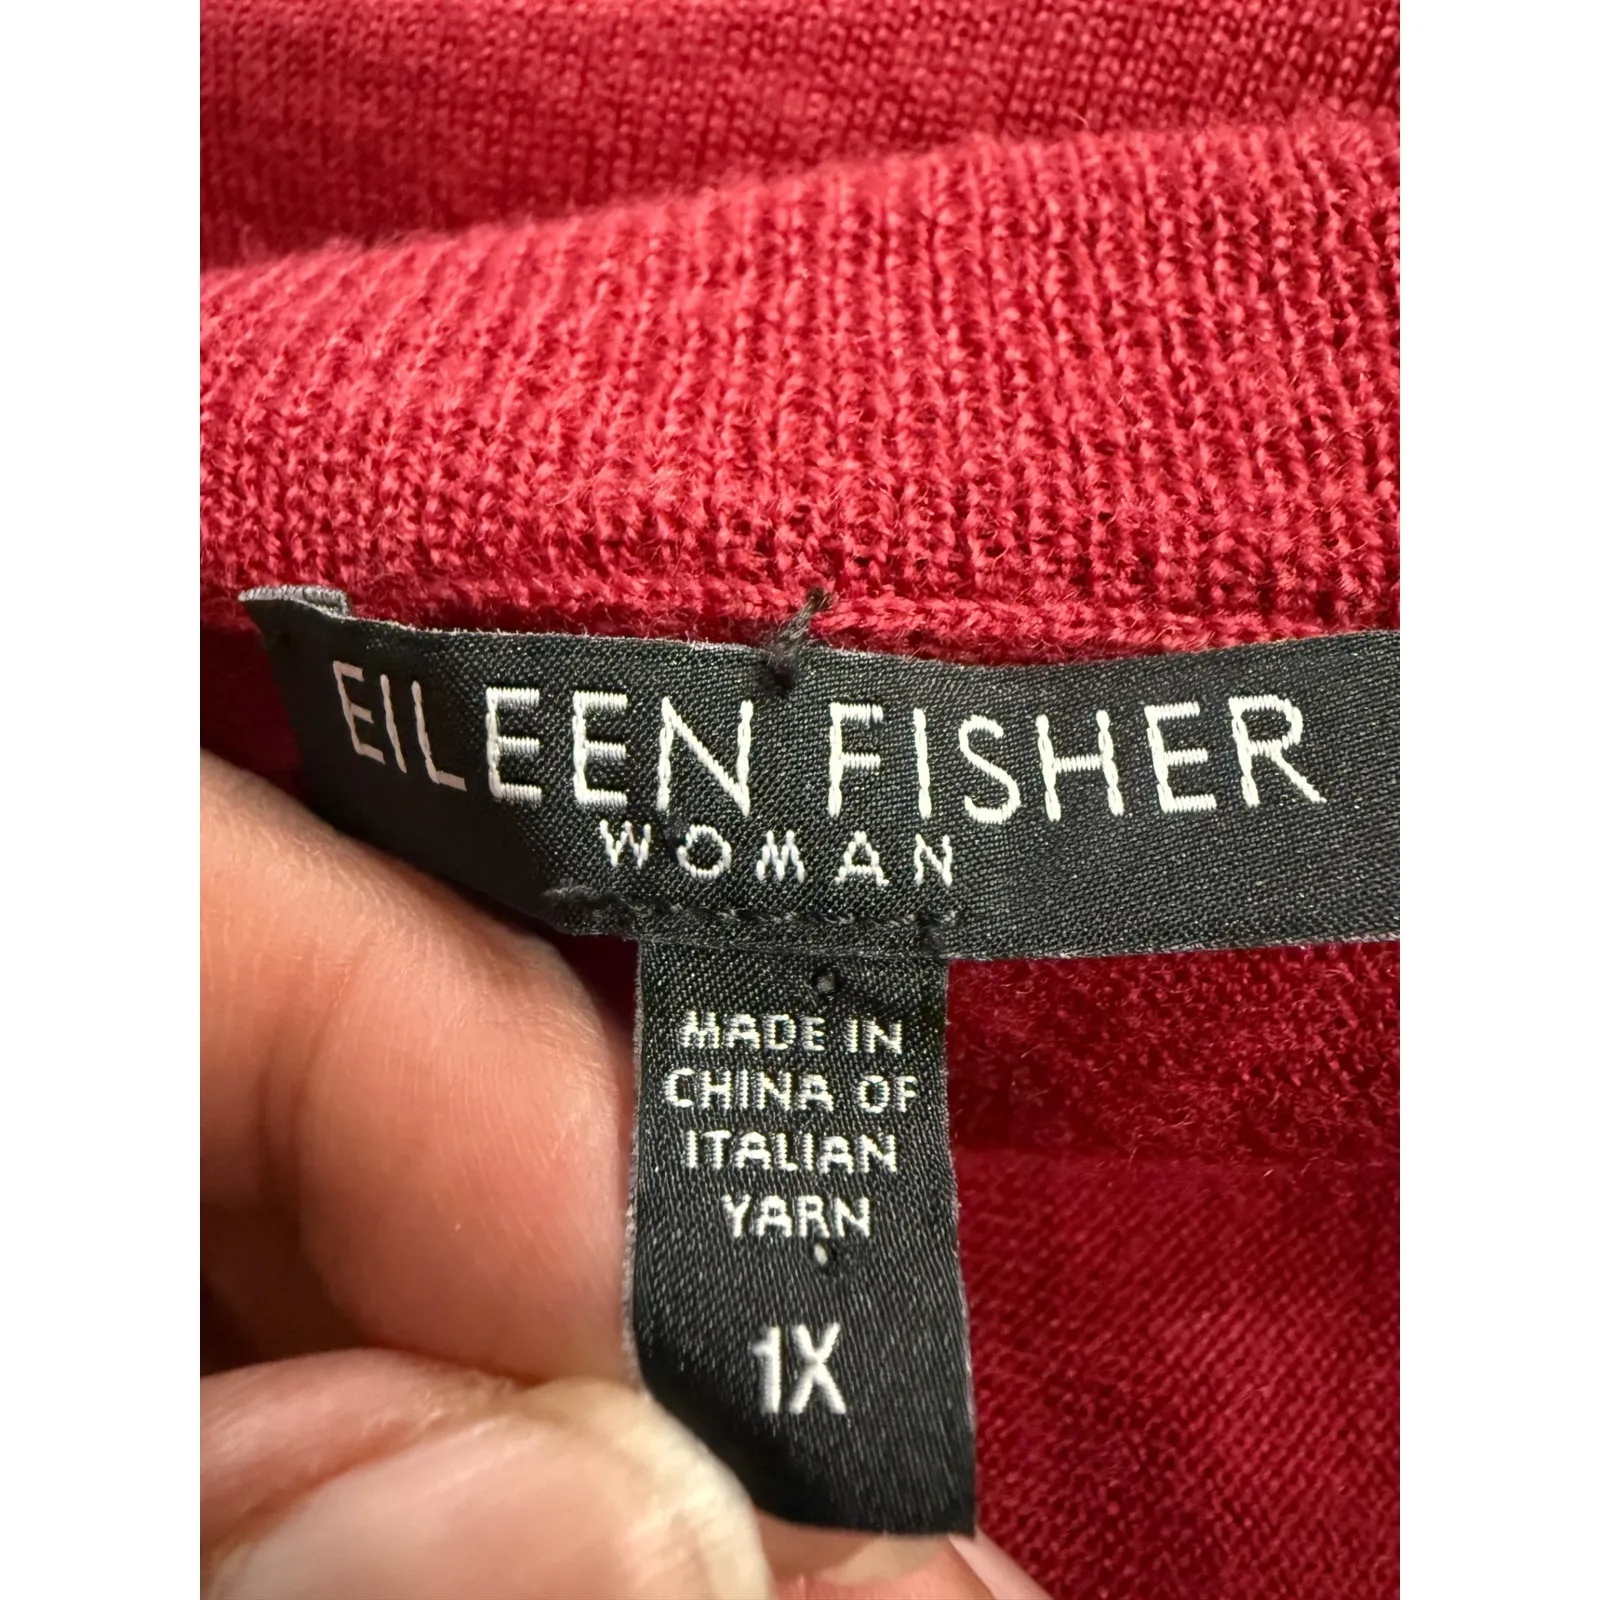 EILEEN FISHER
WOMAN
MADE IN
CHINA OF
ITALIAN
YARN
1X